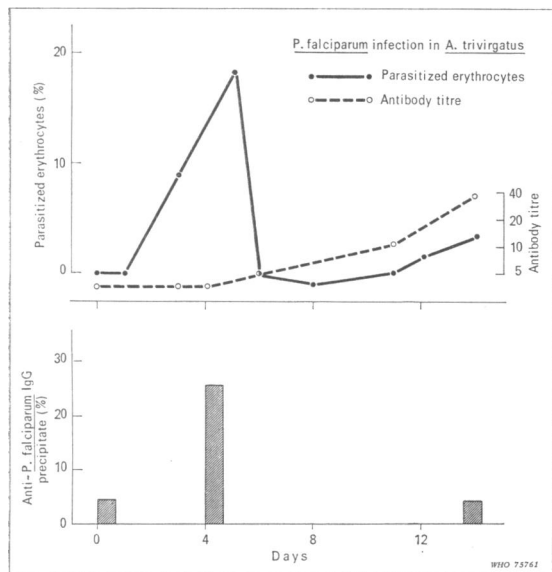 P. falciparum infection in A. trivirgatus
Parasitized erythrocytes
Antibody titre
Parasitized erythrocytes (%)
20
10
0
Antibody titre
40
20
10
5
Anti-P. falciparum IgG
precipitate (%)
30
20
10
0
0 4 8 12
Days
WHO 75761